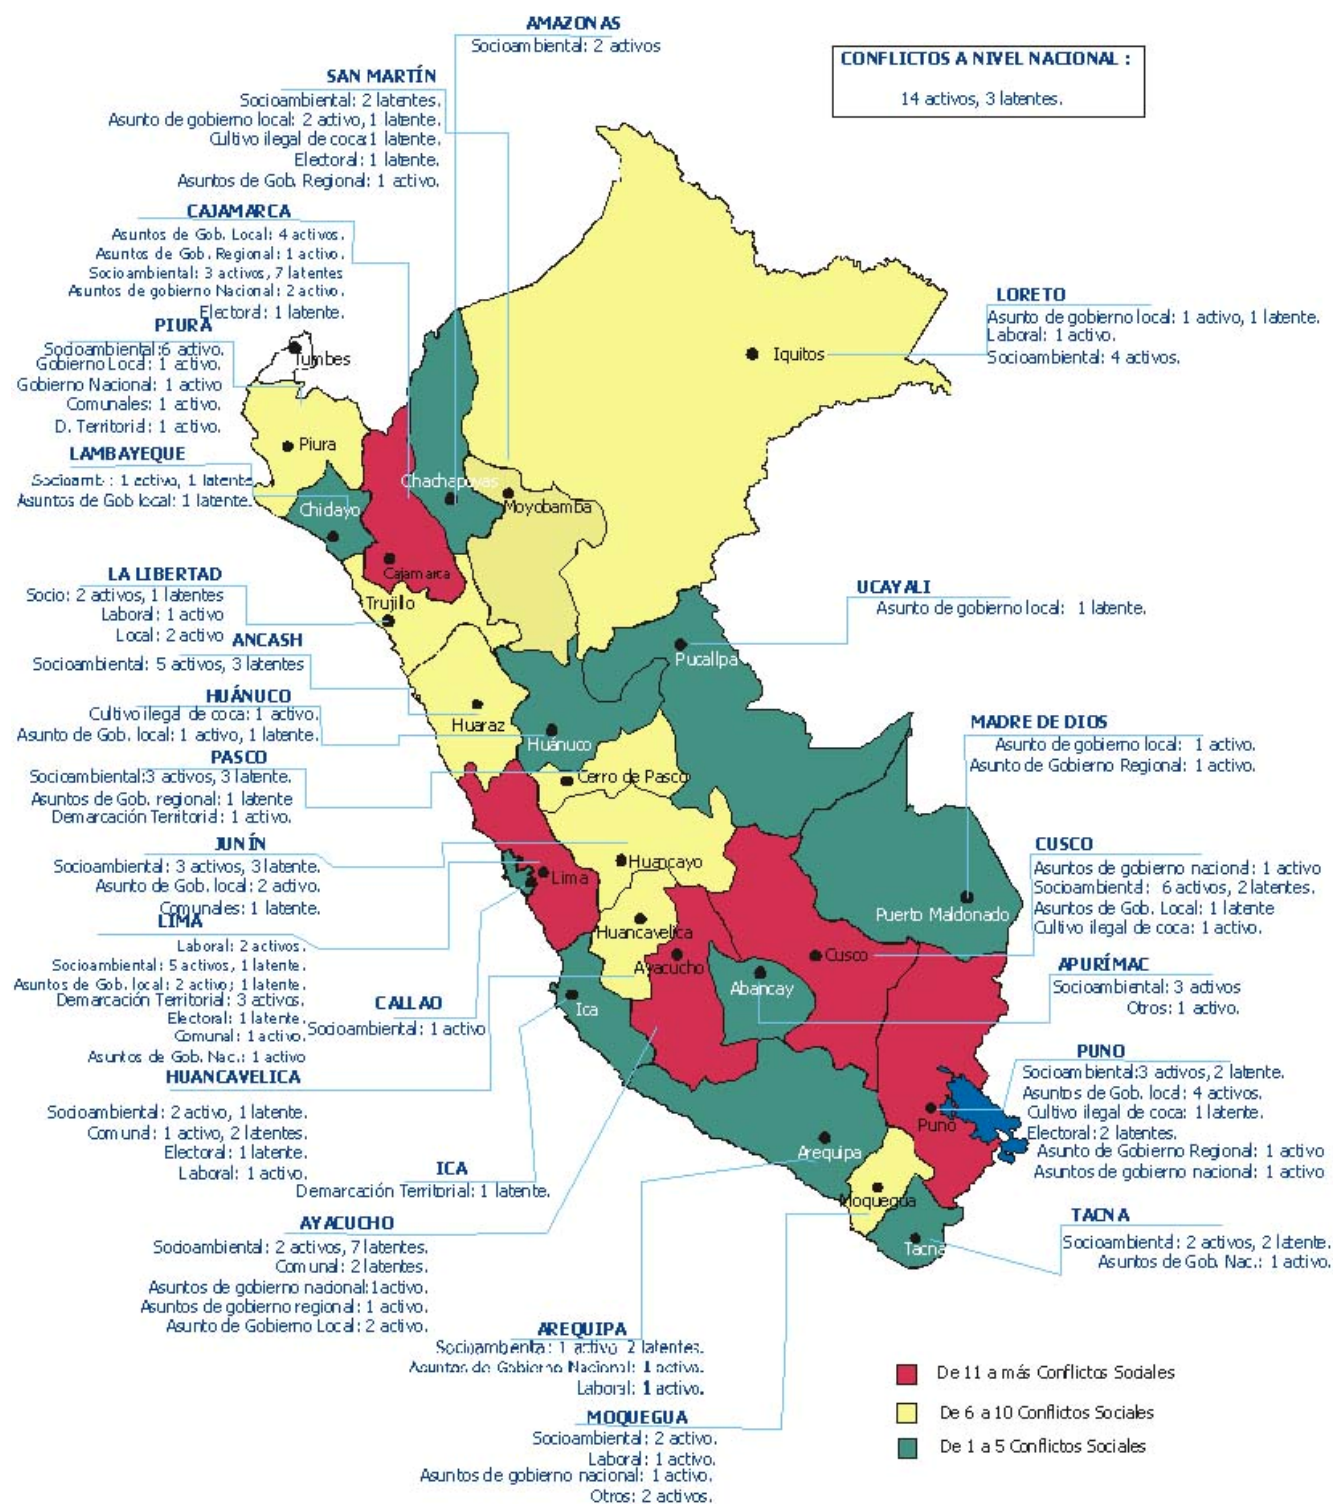 AMAZONAS
Socioambiental: 2 activos
CONFLICTOS A NIVEL NACIONAL :
14 activos, 3 latentes.
SAN MARTÍN
Socioambiental: 2 latentes.
Asunto de gobierno local: 2 activo, 1 latente.
Cultivo ilegal de coca:1 latente.
Electoral: 1 latente.
Asuntos de Gob. Regional: 1 activo.
CAJAMARCA
Asuntos de Gob. Local: 4 activos.
Asuntos de Gob. Regional: 1 activo.
Socioambiental: 3 activos, 7 latentes
Asuntos de gobierno Nacional: 2 activo.
Electoral: 1 latente.
PIURA
Socioambiental:6 activo.
Gobierno Local: 1 activo.
Gobierno Nacional: 1 activo
Comunales: 1 activo.
D. Territorial: 1 activo.
LAMBAYEQUE
Socioamb.: 1 activo, 1 latente
Asuntos de Gob local: 1 latente.
LA LIBERTAD
Socio: 2 activos, 1 latentes
Laboral: 1 activo
Local: 2 activo
ANCASH
Socioambiental: 5 activos, 3 latentes
HUÁNUCO
Cultivo ilegal de coca: 1 activo.
Asunto de Gob. local: 1 activo, 1 latente.
PASCO
Socioambiental:3 activos, 3 latente.
Asuntos de Gob. regional: 1 latente
Demarcación Territorial: 1 activo.
JUNÍN
Socioambiental: 3 activos, 3 latente.
Asunto de Gob. local: 2 activo.
Comunales: 1 latente.
LIMA
Laboral: 2 activos.
Socioambiental: 5 activos, 1 latente.
Asuntos de Gob. local: 2 activo; 1 latente.
Demarcación Territorial: 3 activos.
Electoral: 1 latente.
Comunal: 1 activo.
Asuntos de Gob. Nac.: 1 activo
CALLAO
Socioambiental: 1 activo
HUANCAVELICA
Socioambiental: 2 activo, 1 latente.
Comunal: 1 activo, 2 latentes.
Electoral: 1 latente.
Laboral: 1 activo.
ICA
Demarcación Territorial: 1 latente.
AYACUCHO
Socioambiental: 2 activos, 7 latentes.
Comunal: 2 latentes.
Asuntos de gobierno nacional:1activo.
Asuntos de gobierno regional: 1 activo.
Asunto de Gobierno Local: 2 activo.
AREQUIPA
Socioambiental: 1 activo 2 latentes.
Asuntos de Gobierno Nacional: 1 activo.
Laboral: 1 activo.
MOQUEGUA
Socioambiental: 2 activo.
Laboral: 1 activo.
Asuntos de gobierno nacional: 1 activo.
Otros: 2 activos.
LORETO
Asunto de gobierno local: 1 activo, 1 latente.
Laboral: 1 activo.
Socioambiental: 4 activos.
UCAYALI
Asunto de gobierno local: 1 latente.
MADRE DE DIOS
Asunto de gobierno local: 1 activo.
Asunto de Gobierno Regional: 1 activo.
CUSCO
Asuntos de gobierno nacional: 1 activo
Socioambiental: 6 activos, 2 latentes.
Asuntos de Gob. Local: 1 latente
Cultivo ilegal de coca: 1 activo.
APURÍMAC
Socioambiental: 3 activos
Otros: 1 activo.
PUNO
Socioambiental:3 activos, 2 latente.
Asuntos de Gob. local: 4 activos.
Cultivo ilegal de coca: 1 latente.
Electoral: 2 latentes.
Asunto de Gobierno Regional: 1 activo
Asuntos de gobierno nacional: 1 activo
TACNA
Socioambiental: 2 activos, 2 latente.
Asuntos de Gob. Nac.: 1 activo.
Tumbes
Iquitos
Piura
Chachapoyas
Moyobamba
Chiclayo
Cajamarca
Trujillo
Pucallpa
Huaraz
Huánuco
Cerro de Pasco
Huancayo
Lima
Huancavelica
Puerto Maldonado
Ayacucho
Cusco
Abancay
Ica
Puno
Arequipa
Moquegua
Tacna
De 11 a más Conflictos Sociales
De 6 a 10 Conflictos Sociales
De 1 a 5 Conflictos Sociales